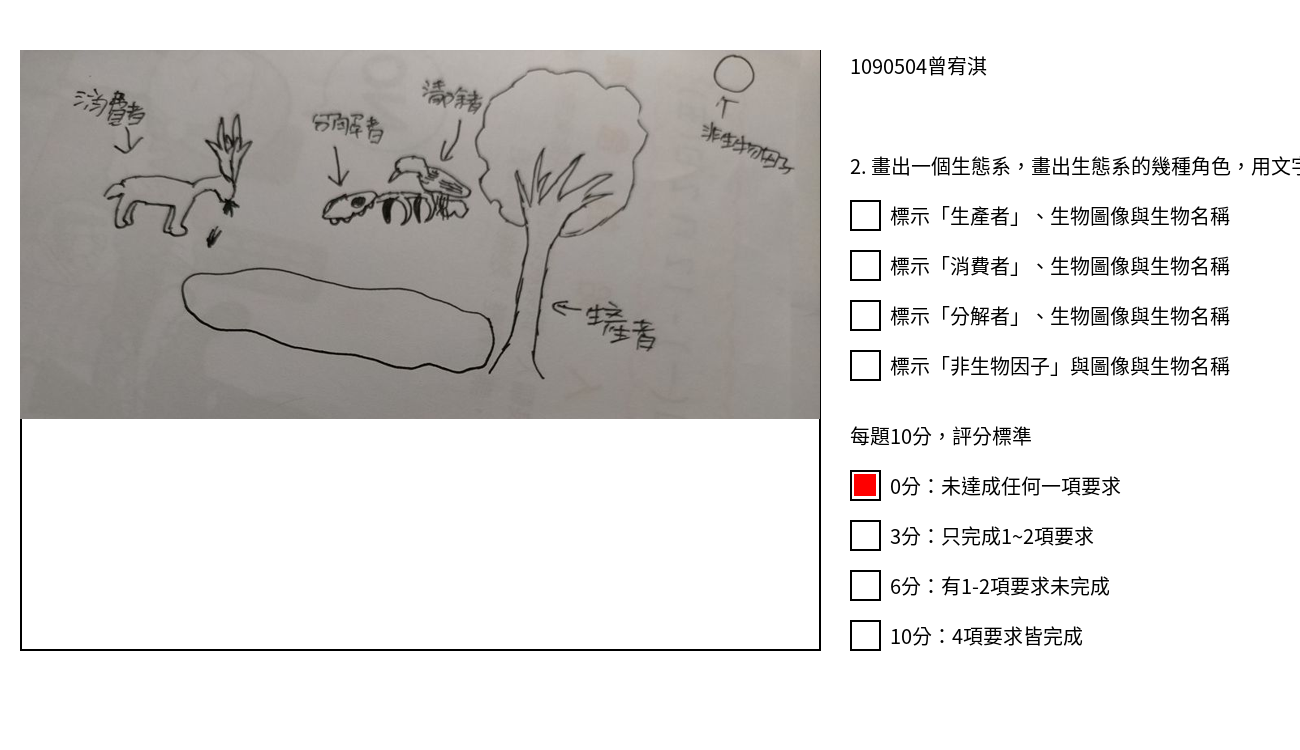 消費者
分解者
清除者
非生物因子
生產者
1090504曾宥淇
2. 畫出一個生態系，畫出生態系的幾種角色，用文字
標示「生產者」、生物圖像與生物名稱
標示「消費者」、生物圖像與生物名稱
標示「分解者」、生物圖像與生物名稱
標示「非生物因子」與圖像與生物名稱
每題10分，評分標準
0分：未達成任何一項要求
3分：只完成1~2項要求
6分：有1-2項要求未完成
10分：4項要求皆完成